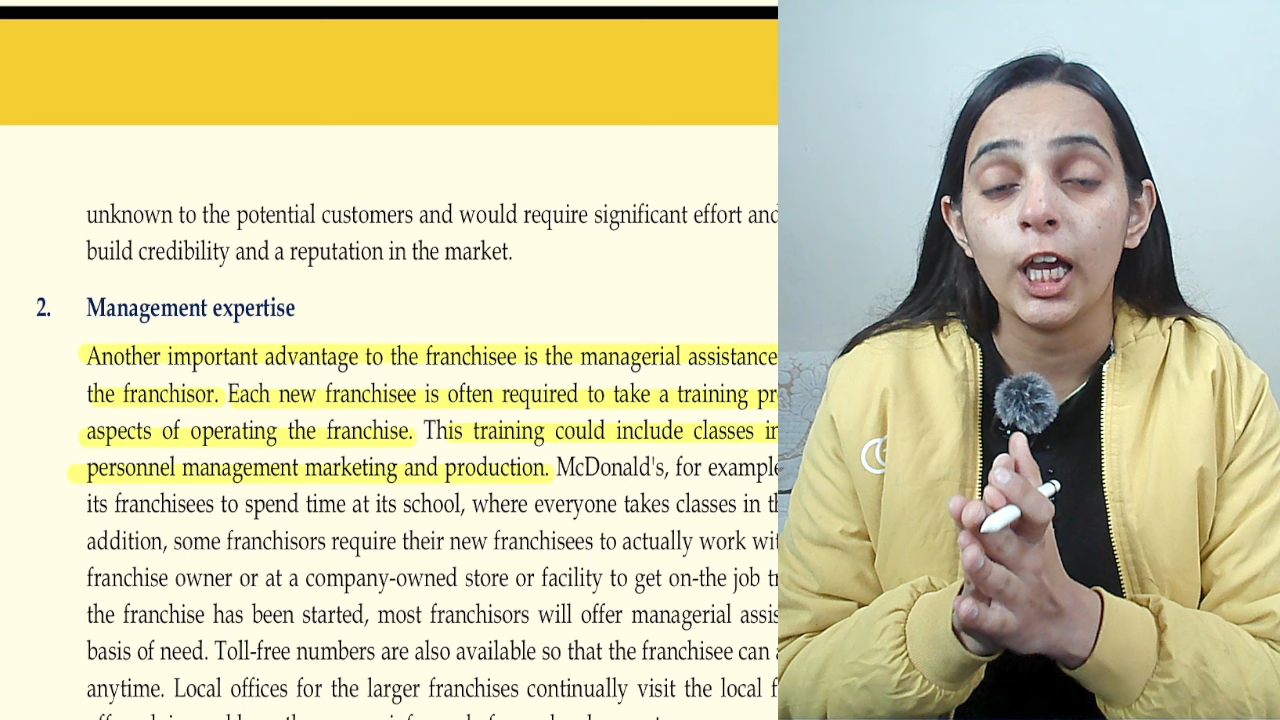 unknown to the potential customers and would require significant effort and
build credibility and a reputation in the market.
2. Management expertise
Another important advantage to the franchisee is the managerial assistance
the franchisor. Each new franchisee is often required to take a training
aspects of operating the franchise. This training could include classes
personnel management marketing and production. McDonald's, for example
its franchisees to spend time at its school, where everyone takes classes in
addition, some franchisors require their new franchisees to actually work
franchise owner or at a company-owned store or facility to get on-the job
the franchise has been started, most franchisors will offer managerial
basis of need. Toll-free numbers are also available so that the franchisee can
anytime. Local offices for the larger franchises continually visit the local